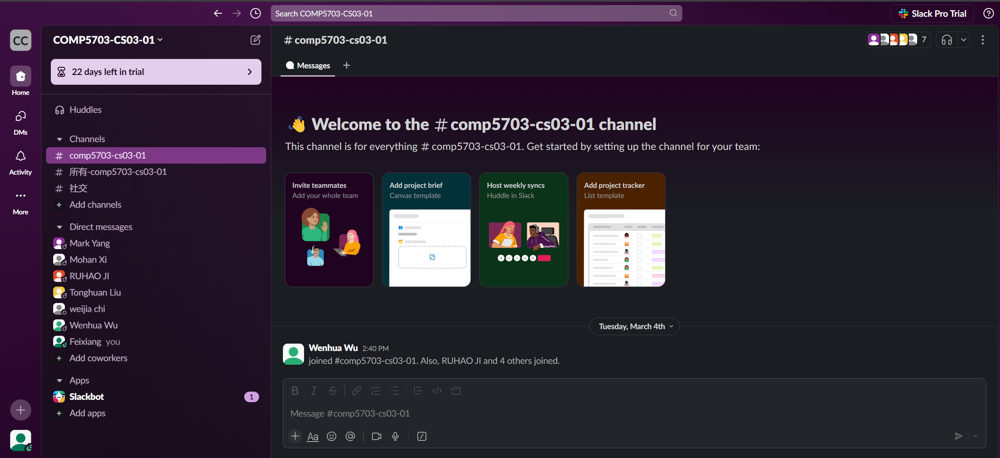 Search COMP5703-CS03-01
Slack Pro Trial
CC
Home
DMs
Activity
More
COMP5703-CS03-01
22 days left in trial
Huddles
Channels
# comp5703-cs03-01
# 所有-comp5703-cs03-01
# 社交
+ Add channels
Direct messages
Mark Yang
Mohan Xi
RUHAO JI
Tonghuan Liu
weijia chi
Wenhua Wu
Feixiang you
+ Add coworkers
Apps
Slackbot 1
+ Add apps
# comp5703-cs03-01
7
Messages
Welcome to the # comp5703-cs03-01 channel
This channel is for everything # comp5703-cs03-01. Get started by setting up the channel for your team:
Invite teammates
Add your whole team
Add project brief
Canvas template
Host weekly syncs
Huddle in Slack
Add project tracker
List template
Tuesday, March 4th
Wenhua Wu 2:40 PM
joined #comp5703-cs03-01. Also, RUHAO JI and 4 others joined.
Message #comp5703-cs03-01
Aa